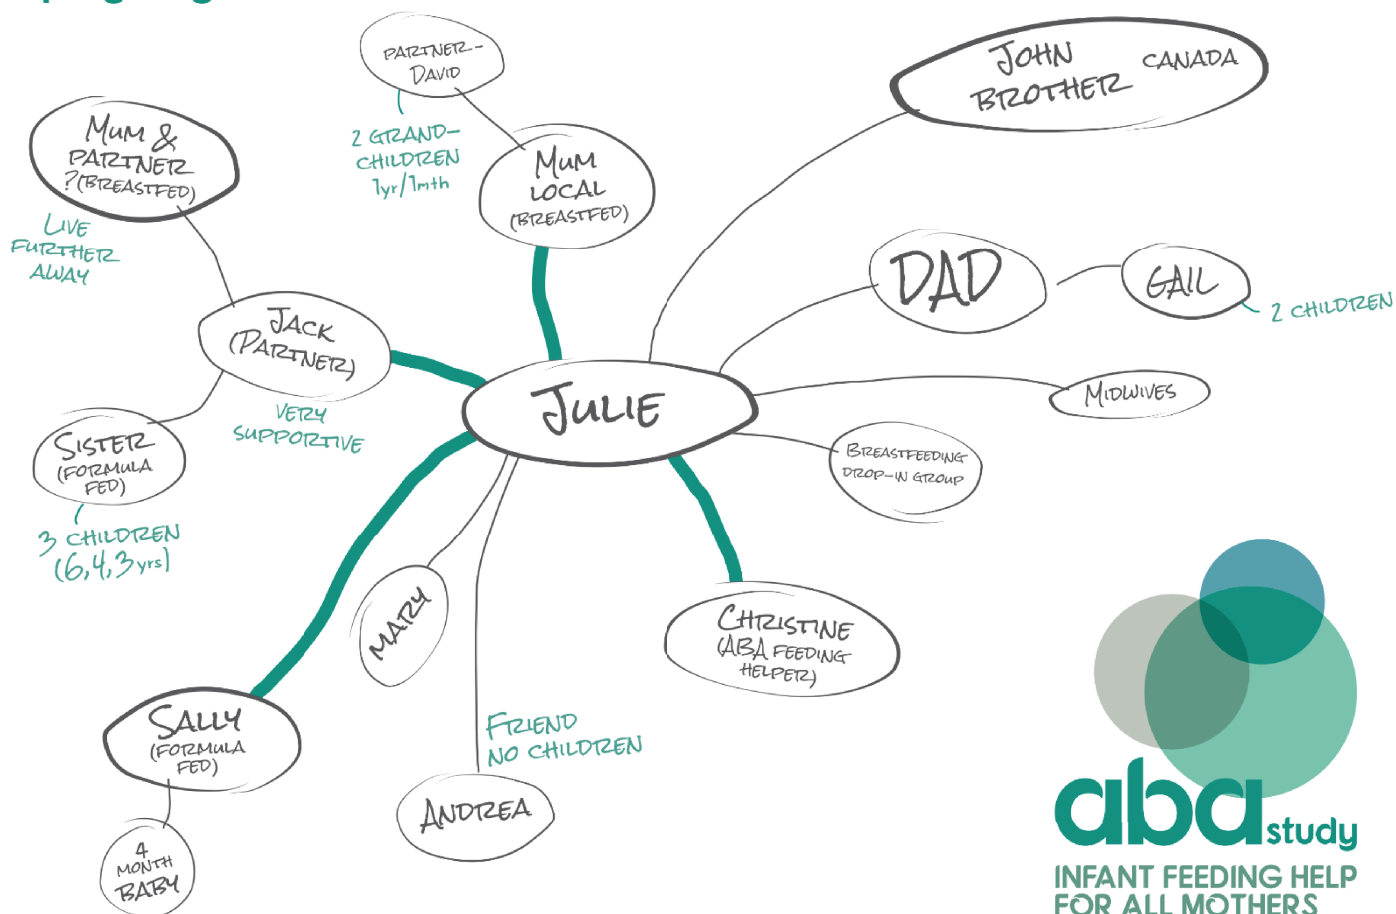 PARTNER-
DAVID
2 GRAND-
CHILDREN
1yr/1mth
MUM
LOCAL
(BREASTFED)
JOHN
BROTHER
CANADA
MUM &
PARTNER
?(BREASTFED)
LIVE
FURTHER
AWAY
DAD
GAIL
2 CHILDREN
JACK
(PARTNER)
VERY
SUPPORTIVE
JULIE
MIDWIVES
SISTER
(FORMULA
FED)
3 CHILDREN
(6,4,3 yrs)
BREASTFEEDING
DROP-IN GROUP
MARY
CHRISTINE
(ABA FEEDING
HELPER)
SALLY
(FORMULA
FED)
FRIEND
NO CHILDREN
ANDREA
4
MONTH
BABY
aba study
INFANT FEEDING HELP
FOR ALL MOTHERS